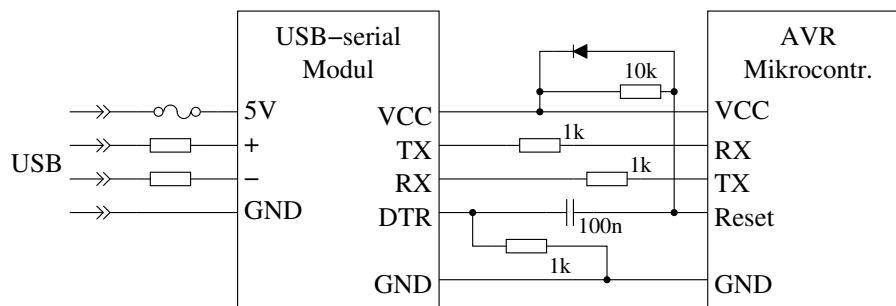 USB−serial
Modul
AVR
Mikrocontr.
10k
5V
VCC
VCC
1k
USB
+
TX
RX
1k
−
RX
TX
GND
DTR
100n
Reset
1k
GND
GND